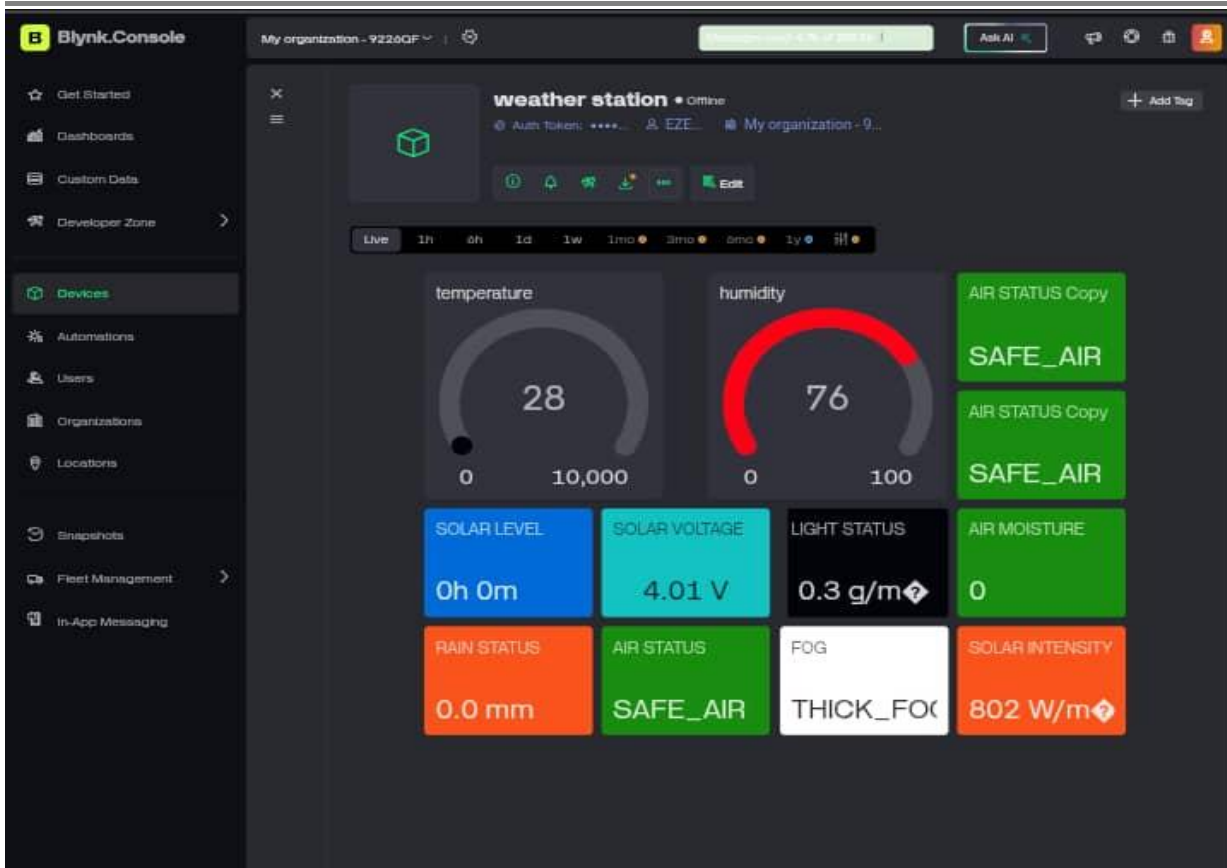 B Blynk.Console
My organization - 9226QF
Ask AI
Get Started
Dashboards
Custom Data
Developer Zone
Devices
Automations
Users
Organizations
Locations
Snapshots
Fleet Management
In-App Messaging
weather station • Offline
Auth Token: ••••... EZE... My organization - 9...
Edit
+ Add Tag
Live 1h 6h 1d 1w 1mo 3mo 6mo 1y
temperature
28
0 10,000
humidity
76
0 100
AIR STATUS Copy
SAFE_AIR
AIR STATUS Copy
SAFE_AIR
SOLAR LEVEL
0h 0m
SOLAR VOLTAGE
4.01 V
LIGHT STATUS
0.3 g/m�
AIR MOISTURE
0
RAIN STATUS
0.0 mm
AIR STATUS
SAFE_AIR
FOG
THICK_FO
SOLAR INTENSITY
802 W/m�